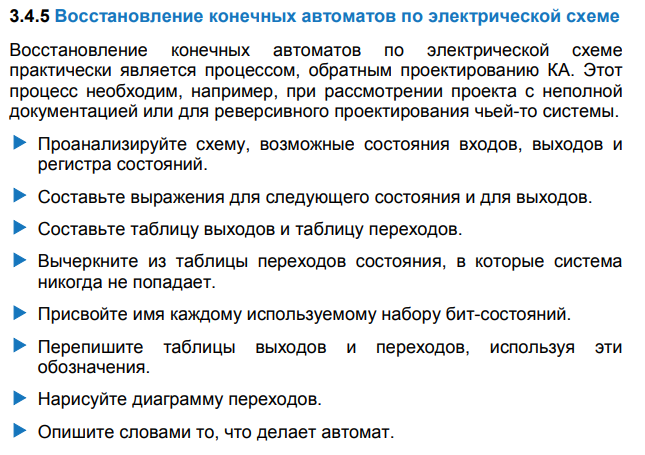 3.4.5 Восстановление конечных автоматов по электрической схеме
Восстановление конечных автоматов по электрической схеме
практически является процессом, обратным проектированию КА. Этот
процесс необходим, например, при рассмотрении проекта с неполной
документацией или для реверсивного проектирования чьей-то системы.
Проанализируйте схему, возможные состояния входов, выходов и
регистра состояний.
Составьте выражения для следующего состояния и для выходов.
Составьте таблицу выходов и таблицу переходов.
Вычеркните из таблицы переходов состояния, в которые система
никогда не попадает.
Присвойте имя каждому используемому набору бит-состояний.
Перепишите таблицы выходов и переходов, используя эти
обозначения.
Нарисуйте диаграмму переходов.
Опишите словами то, что делает автомат.